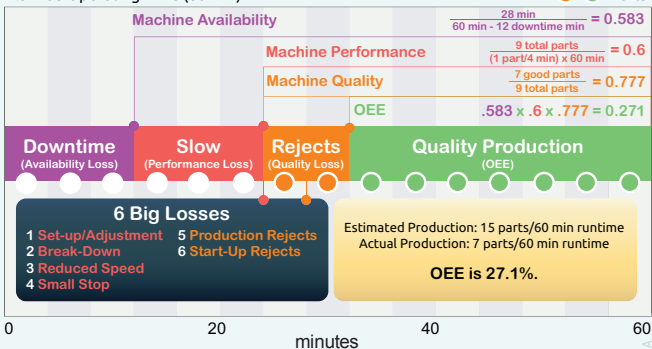 Machine Availability 28 min / 60 min - 12 downtime min = 0.583
Machine Performance 9 total parts / (1 part/4 min) x 60 min = 0.6
Machine Quality 7 good parts / 9 total parts = 0.777
OEE .583 x .6 x .777 = 0.271
Downtime
(Availability Loss)
Slow
(Performance Loss)
Rejects
(Quality Loss)
Quality Production
(OEE)
6 Big Losses
1 Set-up/Adjustment
2 Break-Down
3 Reduced Speed
4 Small Stop
5 Production Rejects
6 Start-Up Rejects
Estimated Production: 15 parts/60 min runtime
Actual Production: 7 parts/60 min runtime
OEE is 27.1%.
0 20 40 60
minutes